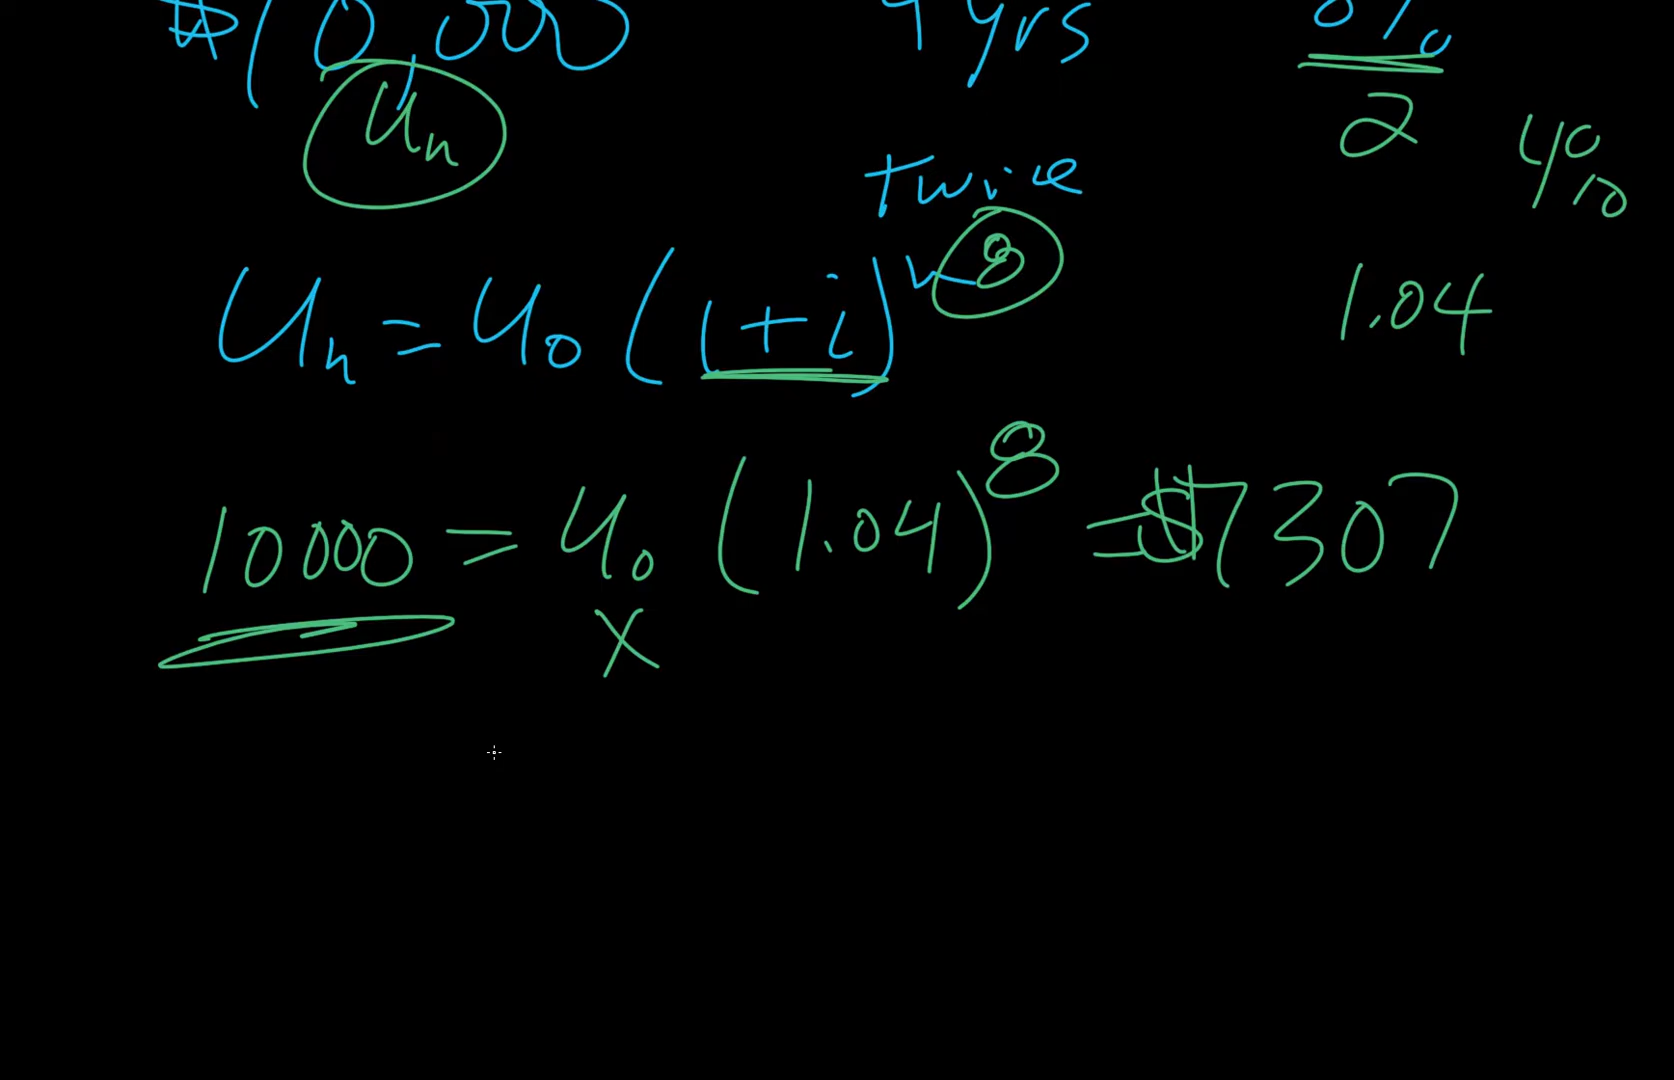 $10,000 4yrs 8%
Un 2 4%
twice
8
Un = U0 (1+i)^n 1.04
10000 = U0 (1.04)^8 = $7307
X